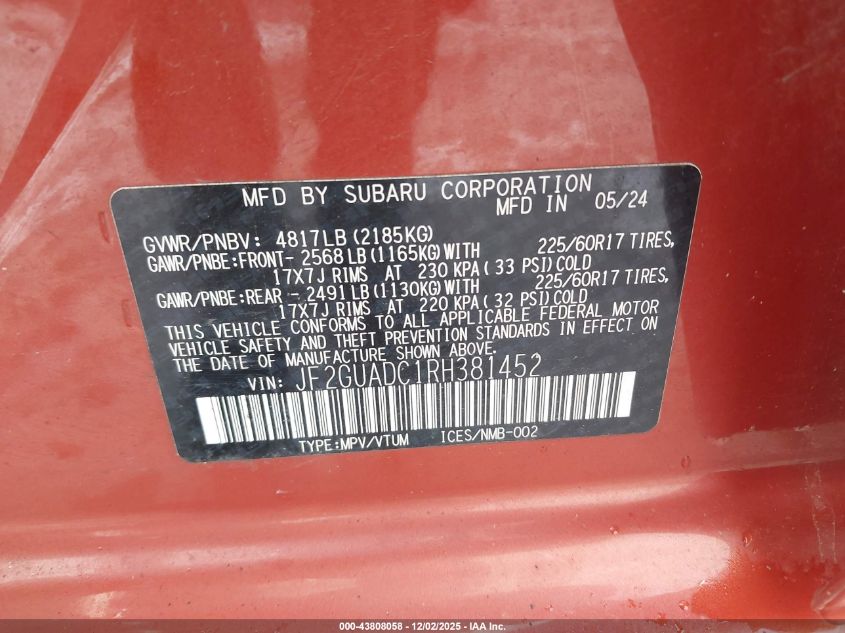 MFD BY SUBARU CORPORATION
MFD IN 05/24
GVWR/PNBV: 4817LB (2185KG)
GAWR/PNBE:FRONT- 2568 LB (1165KG) WITH 225/60R17 TIRES,
17X7J RIMS AT 230 KPA ( 33 PSI) COLD
GAWR/PNBE:REAR - 2491 LB (1130KG) WITH 225/60R17 TIRES,
17X7J RIMS AT 220 KPA ( 32 PSI) COLD
THIS VEHICLE CONFORMS TO ALL APPLICABLE FEDERAL MOTOR
VEHICLE SAFETY AND THEFT PREVENTION STANDARDS IN EFFECT ON
THE DATE OF MANUFACTURE SHOWN ABOVE.
VIN: JF2GUADC1RH381452
TYPE:MPV/VTUM ICES/NMB-002
000-43808058 - 12/02/2025 - IAA Inc.